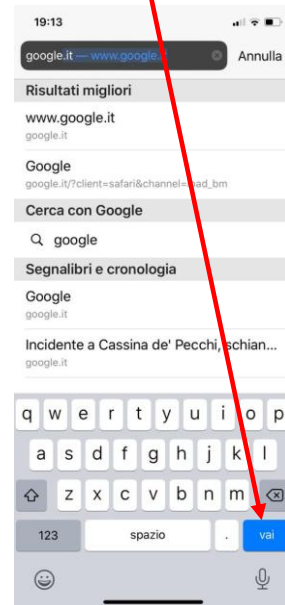 19:13
google.it — www.google.it
Annulla
Risultati migliori
www.google.it
google.it
Google
google.it/?client=safari&channel=ipad_bm
Cerca con Google
google
Segnalibri e cronologia
Google
google.it
Incidente a Cassina de' Pecchi, schian...
google.it
q w e r t y u i o p
a s d f g h j k l
z x c v b n m
123 spazio . vai